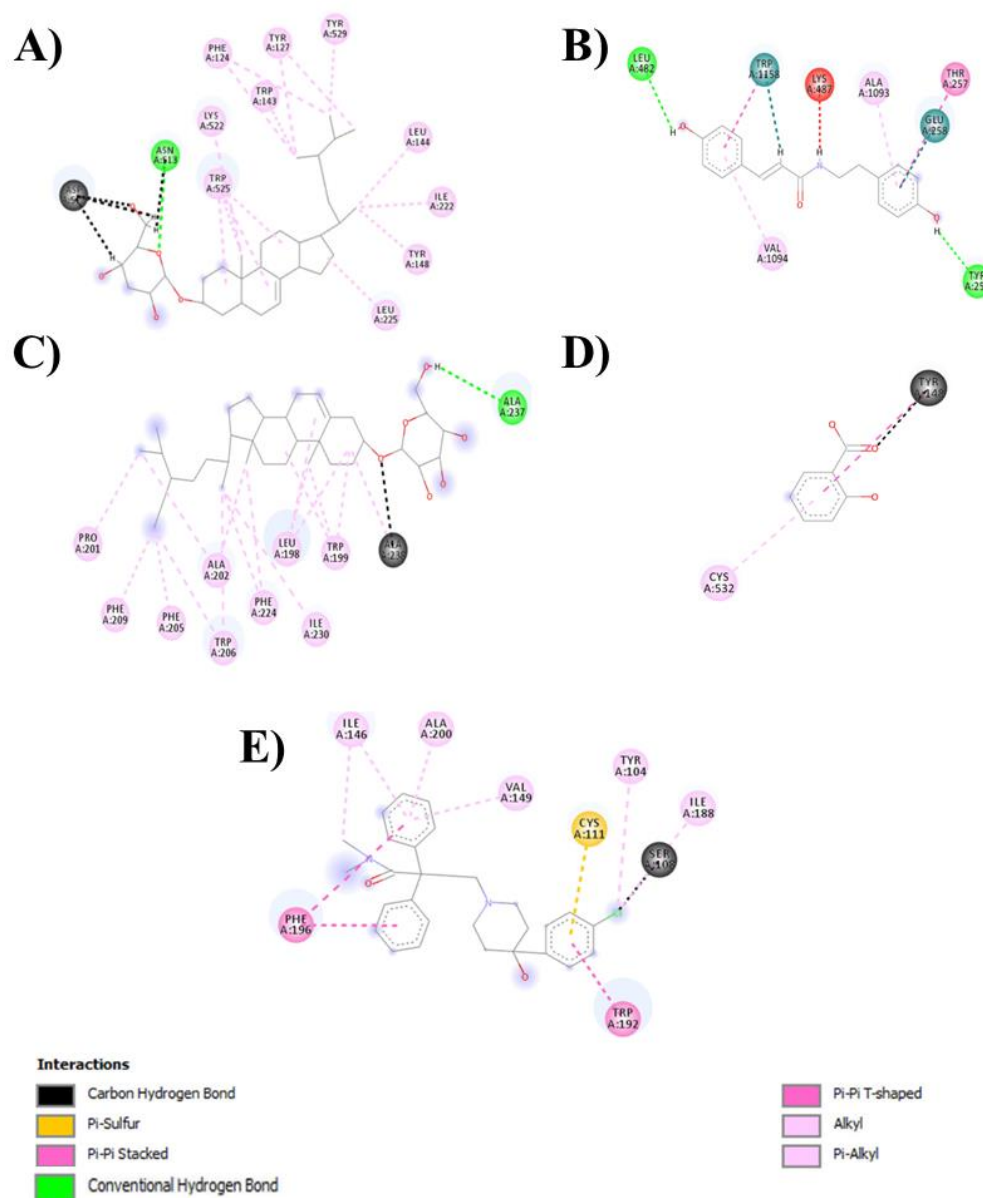 A)
TYR
A:529
TYR
A:127
PHE
A:124
TRP
A:143
LYS
A:522
ASN
A:513
LEU
A:144
TRP
A:525
ILE
A:222
TYR
A:148
LEU
A:225
B)
LEU
A:482
TRP
A:1158
LYS
A:487
ALA
A:1093
THR
A:257
GLU
A:258
H
H
H
N
O
O
O
H
VAL
A:1094
C)
O H
ALA
A:237
PRO
A:201
LEU
A:198
TRP
A:199
ALA
A:202
PHE
A:209
PHE
A:205
PHE
A:224
ILE
A:230
TRP
A:206
D)
TYR
CYS
A:532
E)
ILE
A:146
ALA
A:200
TYR
A:104
VAL
A:149
ILE
A:188
CYS
A:111
SER
N
O
N
PHE
A:196
O
TRP
A:192
Interactions
Carbon Hydrogen Bond
Pi-Sulfur
Pi-Pi Stacked
Conventional Hydrogen Bond
Pi-Pi T-shaped
Alkyl
Pi-Alkyl